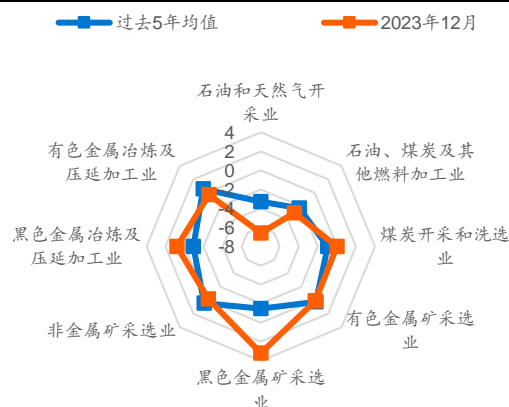 过去5年均值
2023年12月
石油和天然气开
采业
石油、煤炭及其
他燃料加工业
煤炭开采和洗选
业
有色金属矿采选
业
黑色金属矿采选
业
非金属矿采选业
黑色金属冶炼及
压延加工业
有色金属冶炼及
压延加工业
4
2
0
-2
-4
-6
-8